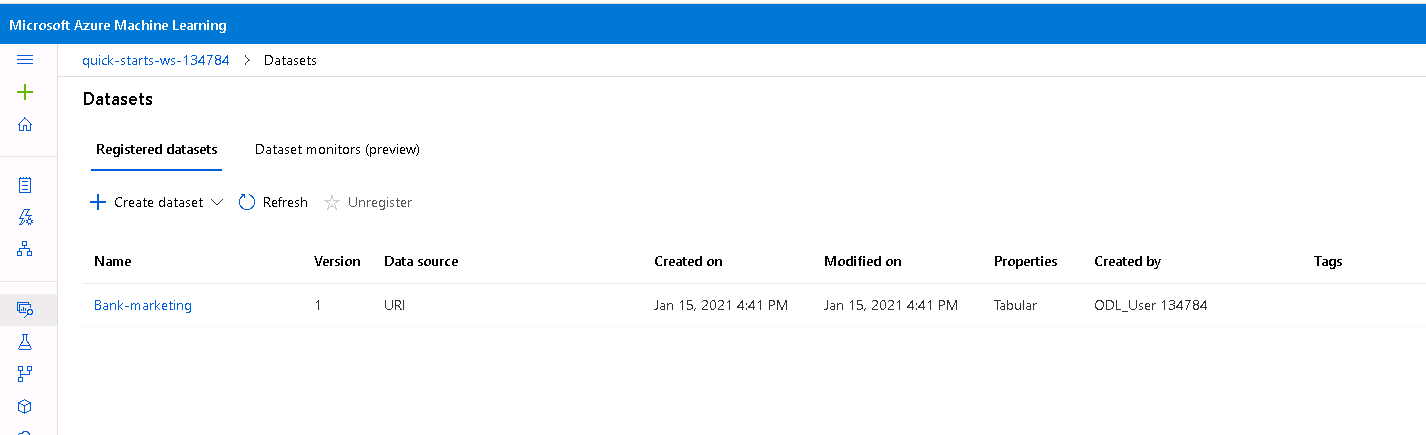 Microsoft Azure Machine Learning
quick-starts-ws-134784 > Datasets
Datasets
Registered datasets Dataset monitors (preview)
Create dataset Refresh Unregister
Name Version Data source Created on Modified on Properties Created by Tags
Bank-marketing 1 URI Jan 15, 2021 4:41 PM Jan 15, 2021 4:41 PM Tabular ODL_User 134784